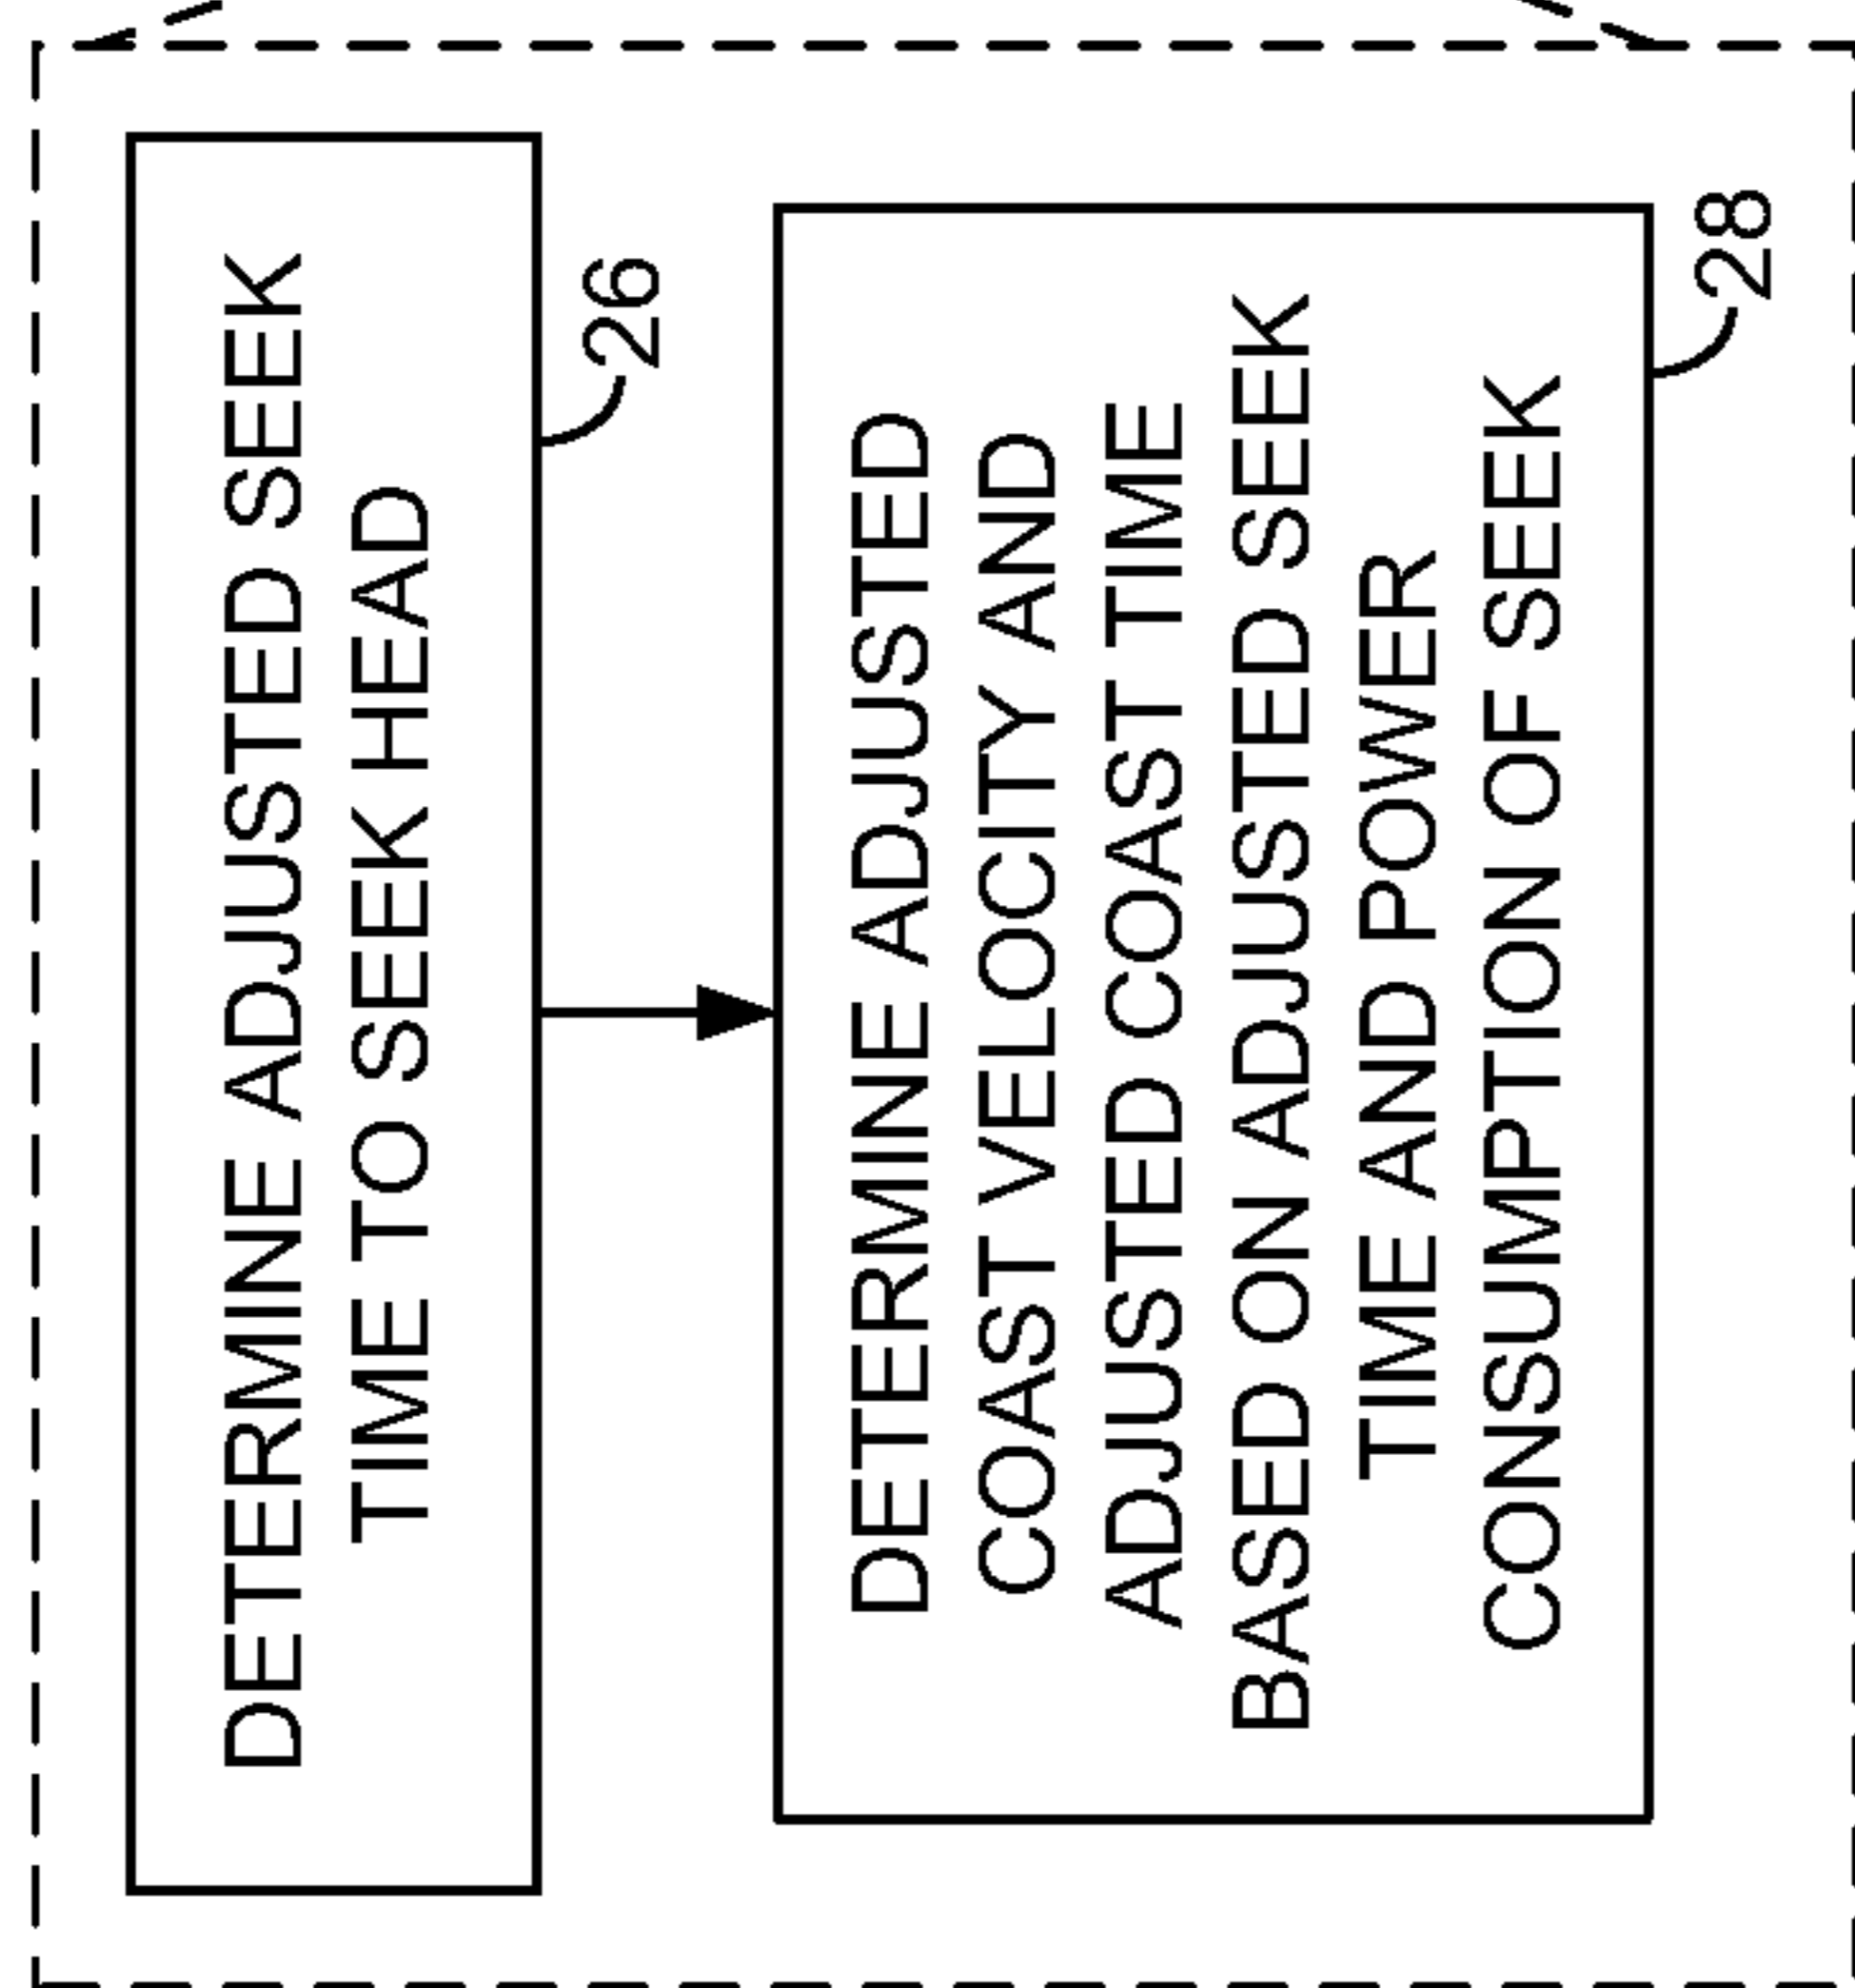 DETERMINE ADJUSTED SEEK
TIME TO SEEK HEAD
26
DETERMINE ADJUSTED
COAST VELOCITY AND
ADJUSTED COAST TIME
BASED ON ADJUSTED SEEK
TIME AND POWER
CONSUMPTION OF SEEK
28